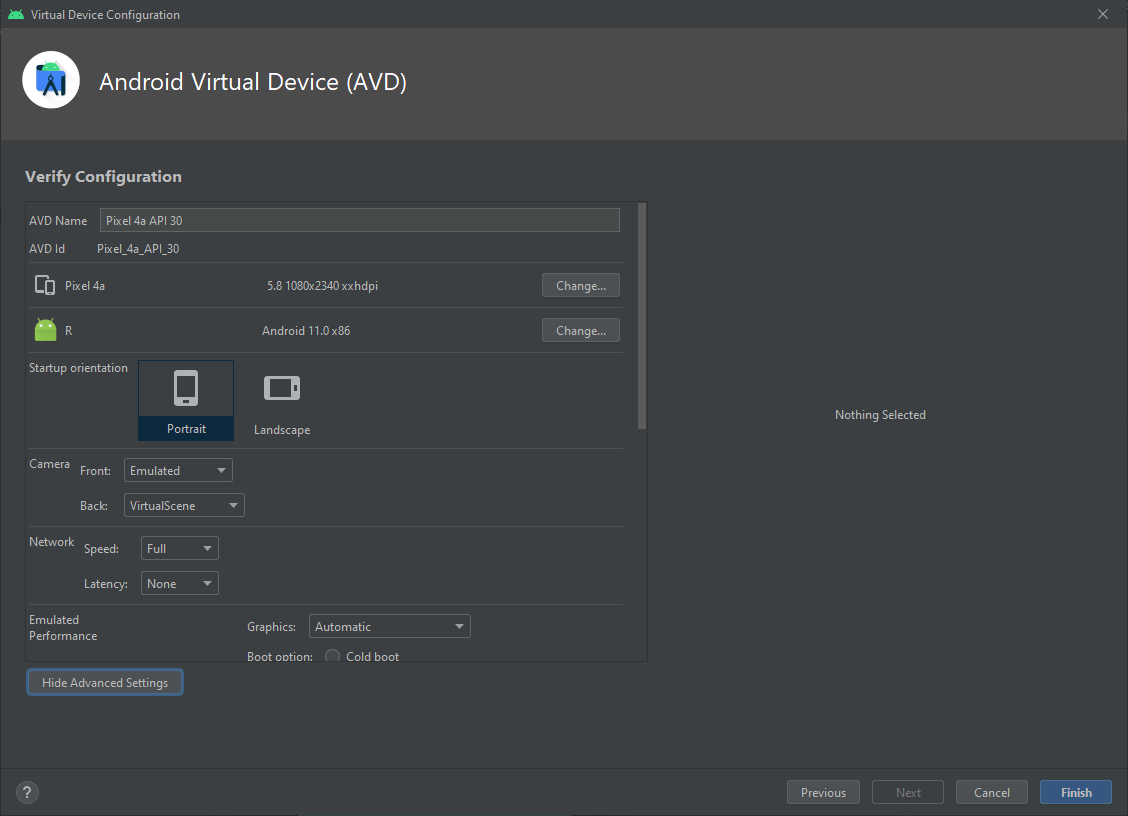 Virtual Device Configuration
Android Virtual Device (AVD)
Verify Configuration
AVD Name Pixel 4a API 30
AVD Id Pixel_4a_API_30
Pixel 4a 5.8 1080x2340 xxhdpi Change...
R Android 11.0 x86 Change...
Startup orientation
Portrait Landscape
Nothing Selected
Camera Front: Emulated
Back: VirtualScene
Network Speed: Full
Latency: None
Emulated
Performance
Graphics: Automatic
Boot option: Cold boot
Hide Advanced Settings
? Previous Next Cancel Finish